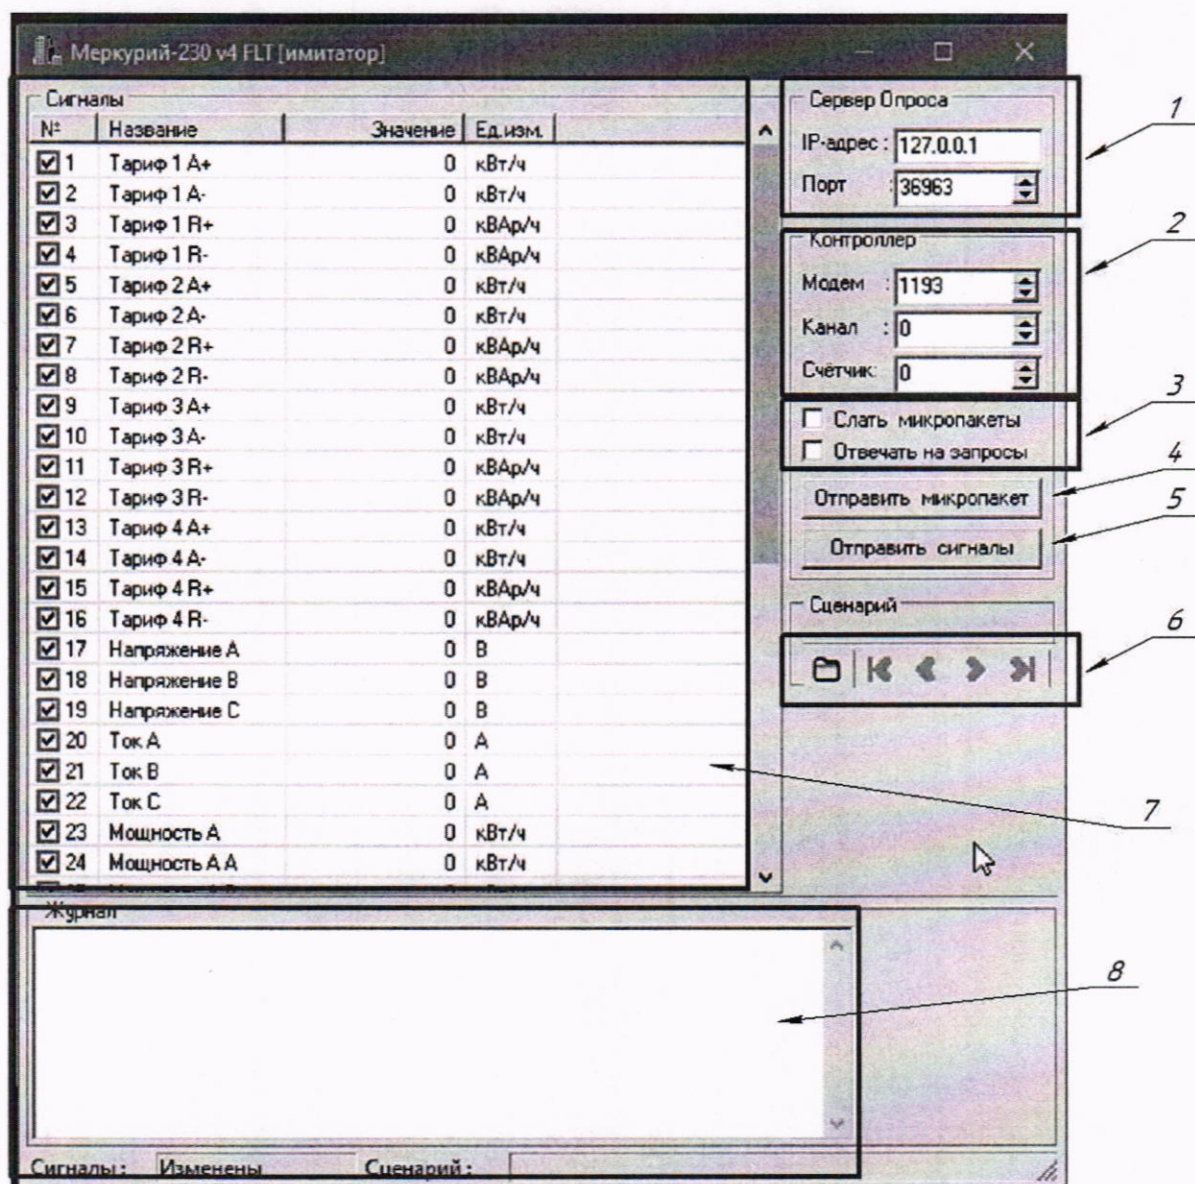 Меркурий-230 v4 FLT [имитатор]
Сигналы
№ Название Значение Ед.изм.
1 Тариф 1 A+ 0 кВт/ч
2 Тариф 1 A- 0 кВт/ч
3 Тариф 1 R+ 0 кВАр/ч
4 Тариф 1 R- 0 кВАр/ч
5 Тариф 2 A+ 0 кВт/ч
6 Тариф 2 A- 0 кВт/ч
7 Тариф 2 R+ 0 кВАр/ч
8 Тариф 2 R- 0 кВАр/ч
9 Тариф 3 A+ 0 кВт/ч
10 Тариф 3 A- 0 кВт/ч
11 Тариф 3 R+ 0 кВАр/ч
12 Тариф 3 R- 0 кВАр/ч
13 Тариф 4 A+ 0 кВт/ч
14 Тариф 4 A- 0 кВт/ч
15 Тариф 4 R+ 0 кВАр/ч
16 Тариф 4 R- 0 кВАр/ч
17 Напряжение A 0 В
18 Напряжение B 0 В
19 Напряжение C 0 В
20 Ток A 0 А
21 Ток B 0 А
22 Ток C 0 А
23 Мощность A 0 кВт/ч
24 Мощность A A 0 кВт/ч
Сервер Опроса
IP-адрес : 127.0.0.1
Порт : 36963
Контроллер
Модем : 1193
Канал : 0
Счётчик: 0
Слать микропакеты
Отвечать на запросы
Отправить микропакет
Отправить сигналы
Сценарий
1
2
3
4
5
6
7
8
Журнал
Сигналы : Изменены Сценарий :